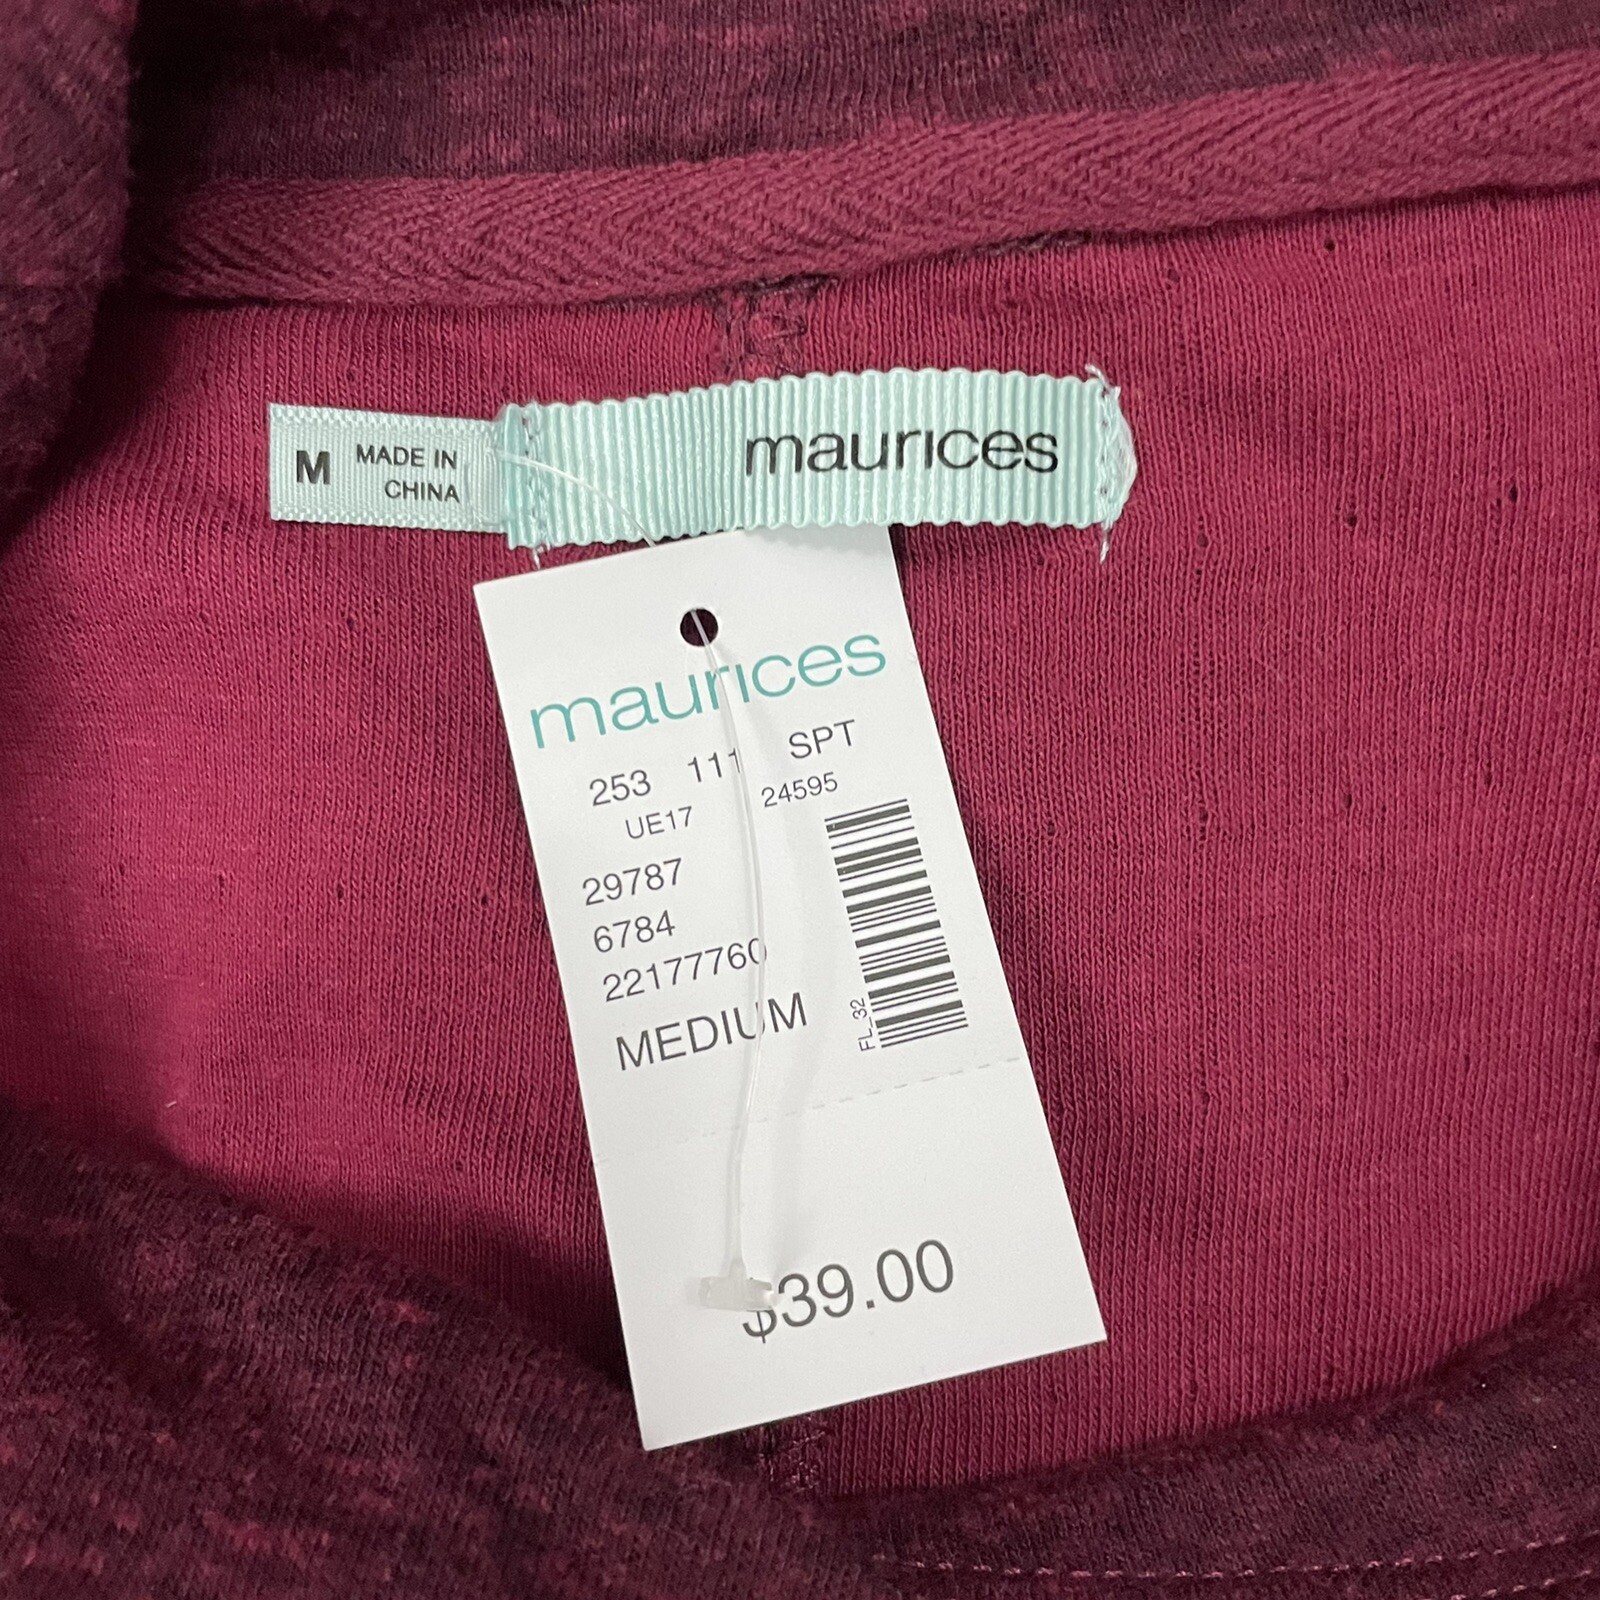 M MADE IN
CHINA
maurices
maurices
253 111 SPT
UE17 24595
29787
6784
22177760
MEDIUM
FL_32
$39.00